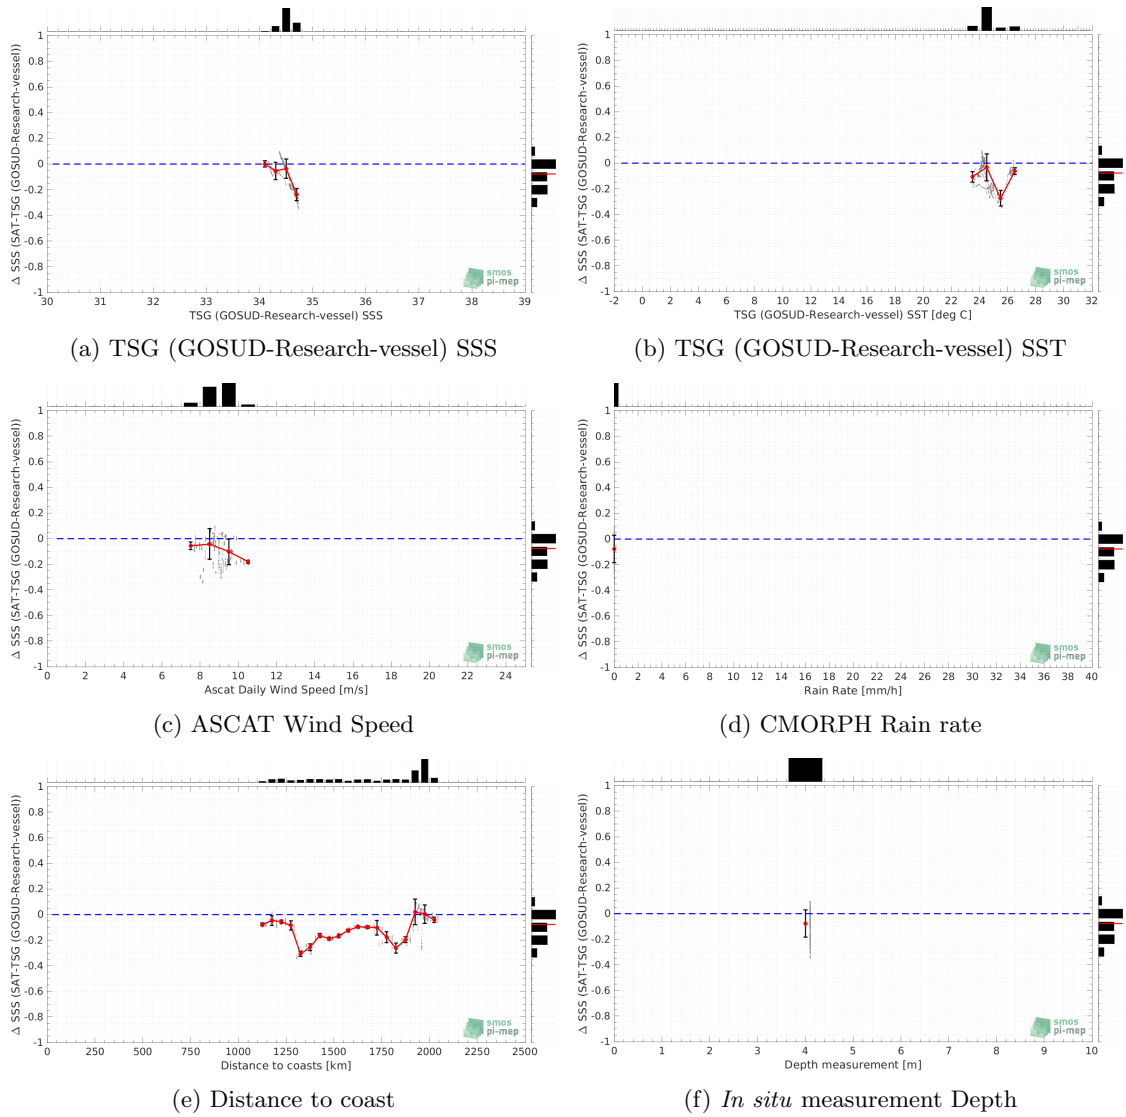 1
0.8
0.6
0.4
0.2
0
-0.2
-0.4
-0.6
-0.8
-1
Δ SSS (SAT-TSG (GOSUD-Research-vessel))
30 31 32 33 34 35 36 37 38 39
TSG (GOSUD-Research-vessel) SSS
smos
pi-mep
(a) TSG (GOSUD-Research-vessel) SSS
1
0.8
0.6
0.4
0.2
0
-0.2
-0.4
-0.6
-0.8
-1
Δ SSS (SAT-TSG (GOSUD-Research-vessel))
-2 0 2 4 6 8 10 12 14 16 18 20 22 24 26 28 30 32
TSG (GOSUD-Research-vessel) SST [deg C]
smos
pi-mep
(b) TSG (GOSUD-Research-vessel) SST
1
0.8
0.6
0.4
0.2
0
-0.2
-0.4
-0.6
-0.8
-1
Δ SSS (SAT-TSG (GOSUD-Research-vessel))
0 2 4 6 8 10 12 14 16 18 20 22 24
Ascat Daily Wind Speed [m/s]
smos
pi-mep
(c) ASCAT Wind Speed
1
0.8
0.6
0.4
0.2
0
-0.2
-0.4
-0.6
-0.8
-1
Δ SSS (SAT-TSG (GOSUD-Research-vessel))
0 2 4 6 8 10 12 14 16 18 20 22 24 26 28 30 32 34 36 38 40
Rain Rate [mm/h]
smos
pi-mep
(d) CMORPH Rain rate
1
0.8
0.6
0.4
0.2
0
-0.2
-0.4
-0.6
-0.8
-1
Δ SSS (SAT-TSG (GOSUD-Research-vessel))
0 250 500 750 1000 1250 1500 1750 2000 2250 2500
Distance to coasts [km]
smos
pi-mep
(e) Distance to coast
1
0.8
0.6
0.4
0.2
0
-0.2
-0.4
-0.6
-0.8
-1
Δ SSS (SAT-TSG (GOSUD-Research-vessel))
0 1 2 3 4 5 6 7 8 9 10
Depth measurement [m]
smos
pi-mep
(f) In situ measurement Depth